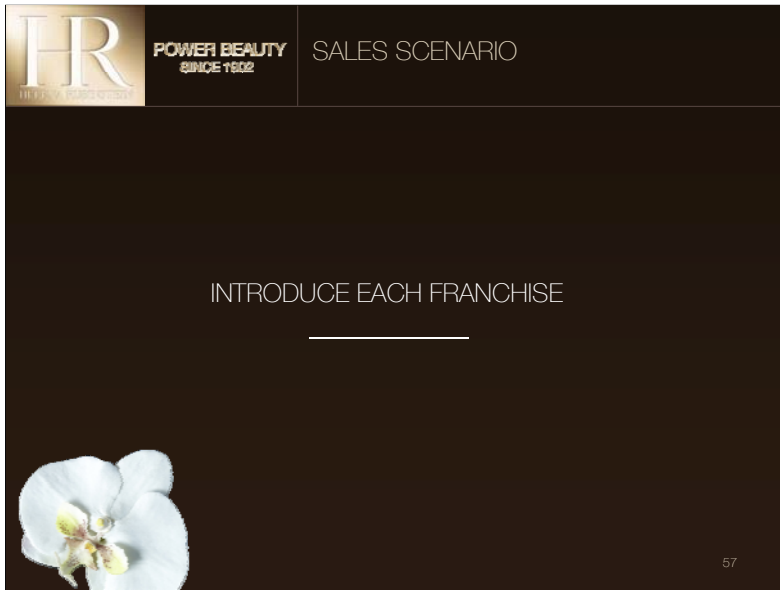 HR
POWER BEAUTY
SINCE 1902
SALES SCENARIO
INTRODUCE EACH FRANCHISE
57